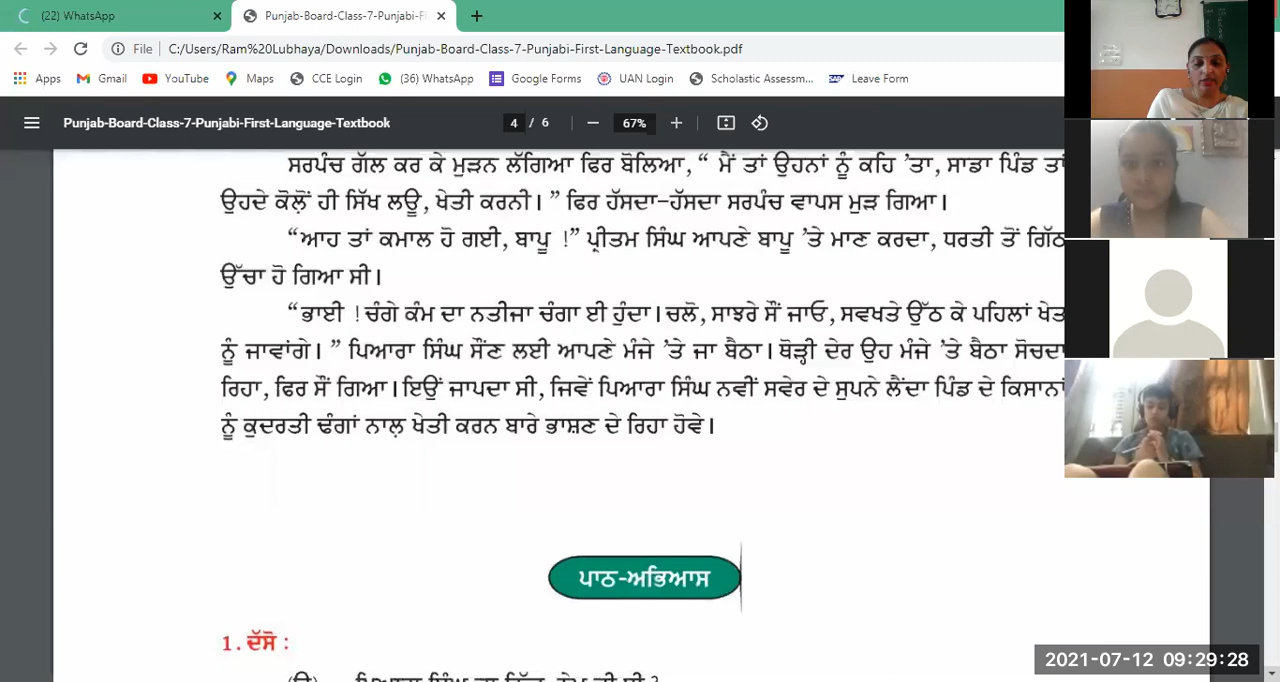 (22) WhatsApp
Punjab-Board-Class-7-Punjabi-Fi
File C:/Users/Ram%20Lubhaya/Downloads/Punjab-Board-Class-7-Punjabi-First-Language-Textbook.pdf
Apps Gmail YouTube Maps CCE Login (36) WhatsApp Google Forms UAN Login Scholastic Assessm... Leave Form
Punjab-Board-Class-7-Punjabi-First-Language-Textbook 4 / 6 67%
ਸਰਪੰਚ ਗੱਲ ਕਰ ਕੇ ਮੁੜਨ ਲੱਗਿਆ ਫਿਰ ਬੋਲਿਆ, “ ਮੈਂ ਤਾਂ ਉਹਨਾਂ ਨੂੰ ਕਹਿ ’ਤਾ, ਸਾਡਾ ਪਿੰਡ ਤਾਂ
ਉਹਦੇ ਕੋਲ਼ੋਂ ਹੀ ਸਿੱਖ ਲਊ, ਖੇਤੀ ਕਰਨੀ। ” ਫਿਰ ਹੱਸਦਾ-ਹੱਸਦਾ ਸਰਪੰਚ ਵਾਪਸ ਮੁੜ ਗਿਆ।
“ਆਹ ਤਾਂ ਕਮਾਲ ਹੋ ਗਈ, ਬਾਪੂ !” ਪ੍ਰੀਤਮ ਸਿੰਘ ਆਪਣੇ ਬਾਪੂ ’ਤੇ ਮਾਣ ਕਰਦਾ, ਧਰਤੀ ਤੋਂ ਗਿੱਠ
ਉੱਚਾ ਹੋ ਗਿਆ ਸੀ।
“ਭਾਈ ! ਚੰਗੇ ਕੰਮ ਦਾ ਨਤੀਜਾ ਚੰਗਾ ਈ ਹੁੰਦਾ। ਚਲੋ, ਸਾਝਰੇ ਸੌਂ ਜਾਓ, ਸਵਖਤੇ ਉੱਠ ਕੇ ਪਹਿਲਾਂ ਖੇਤ
ਨੂੰ ਜਾਵਾਂਗੇ। ” ਪਿਆਰਾ ਸਿੰਘ ਸੌਂਣ ਲਈ ਆਪਣੇ ਮੰਜੇ ’ਤੇ ਜਾ ਬੈਠਾ। ਥੋੜ੍ਹੀ ਦੇਰ ਉਹ ਮੰਜੇ ’ਤੇ ਬੈਠਾ ਸੋਚਦਾ
ਰਿਹਾ, ਫਿਰ ਸੌਂ ਗਿਆ। ਇਉਂ ਜਾਪਦਾ ਸੀ, ਜਿਵੇਂ ਪਿਆਰਾ ਸਿੰਘ ਨਵੀਂ ਸਵੇਰ ਦੇ ਸੁਪਨੇ ਲੈਂਦਾ ਪਿੰਡ ਦੇ ਕਿਸਾਨਾਂ
ਨੂੰ ਕੁਦਰਤੀ ਢੰਗਾਂ ਨਾਲ਼ ਖੇਤੀ ਕਰਨ ਬਾਰੇ ਭਾਸ਼ਣ ਦੇ ਰਿਹਾ ਹੋਵੇ।
ਪਾਠ-ਅਭਿਆਸ
1. ਦੱਸੋ :
2021-07-12 09:29:28